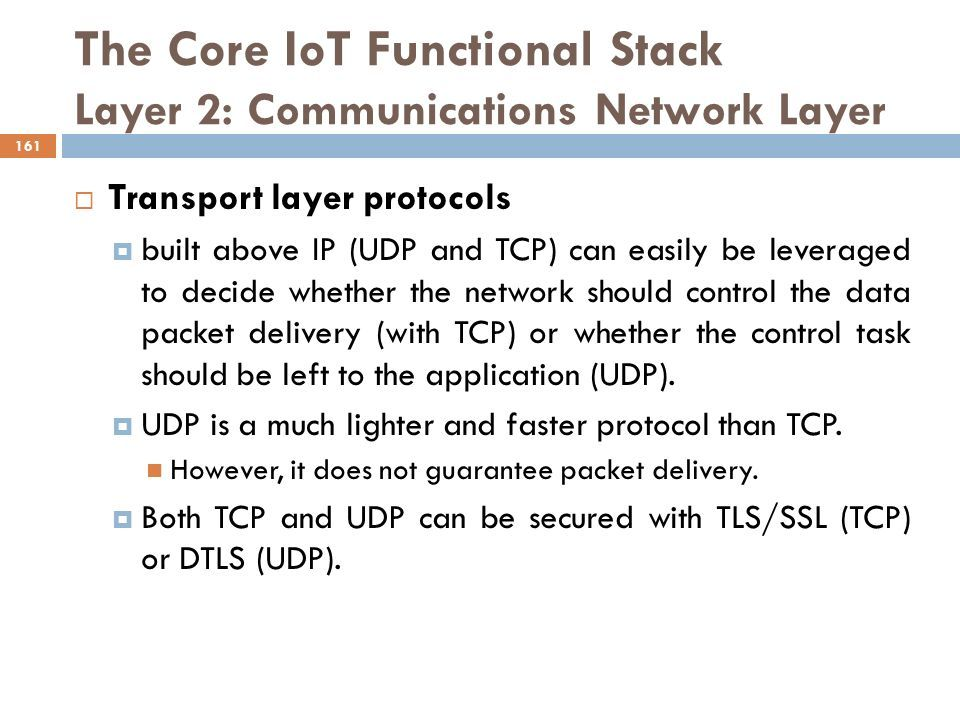 The Core IoT Functional Stack
Layer 2: Communications Network Layer
161
Transport layer protocols
built above IP (UDP and TCP) can easily be leveraged
to decide whether the network should control the data
packet delivery (with TCP) or whether the control task
should be left to the application (UDP).
UDP is a much lighter and faster protocol than TCP.
However, it does not guarantee packet delivery.
Both TCP and UDP can be secured with TLS/SSL (TCP)
or DTLS (UDP).